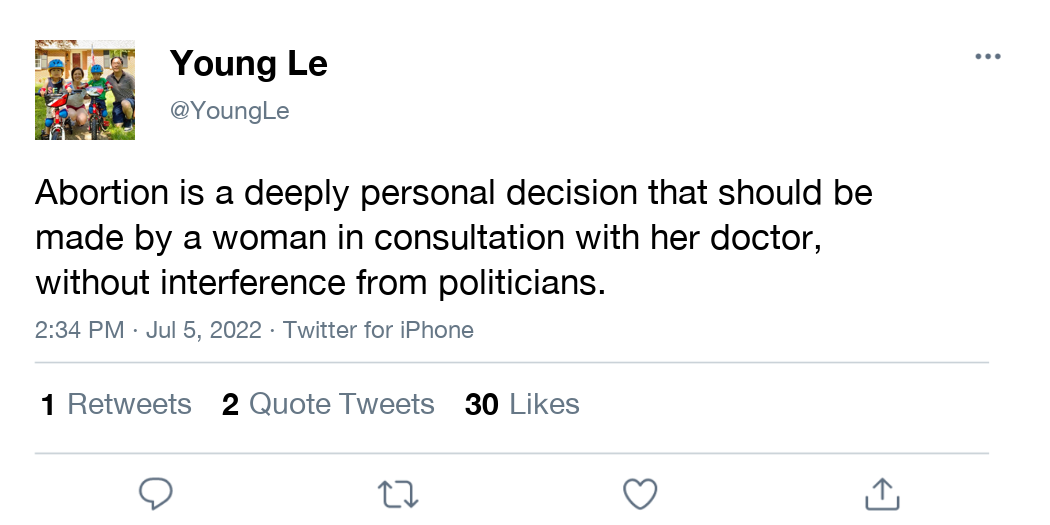 Young Le
@YoungLe
Abortion is a deeply personal decision that should be
made by a woman in consultation with her doctor,
without interference from politicians.
2:34 PM · Jul 5, 2022 · Twitter for iPhone
1 Retweets 2 Quote Tweets 30 Likes